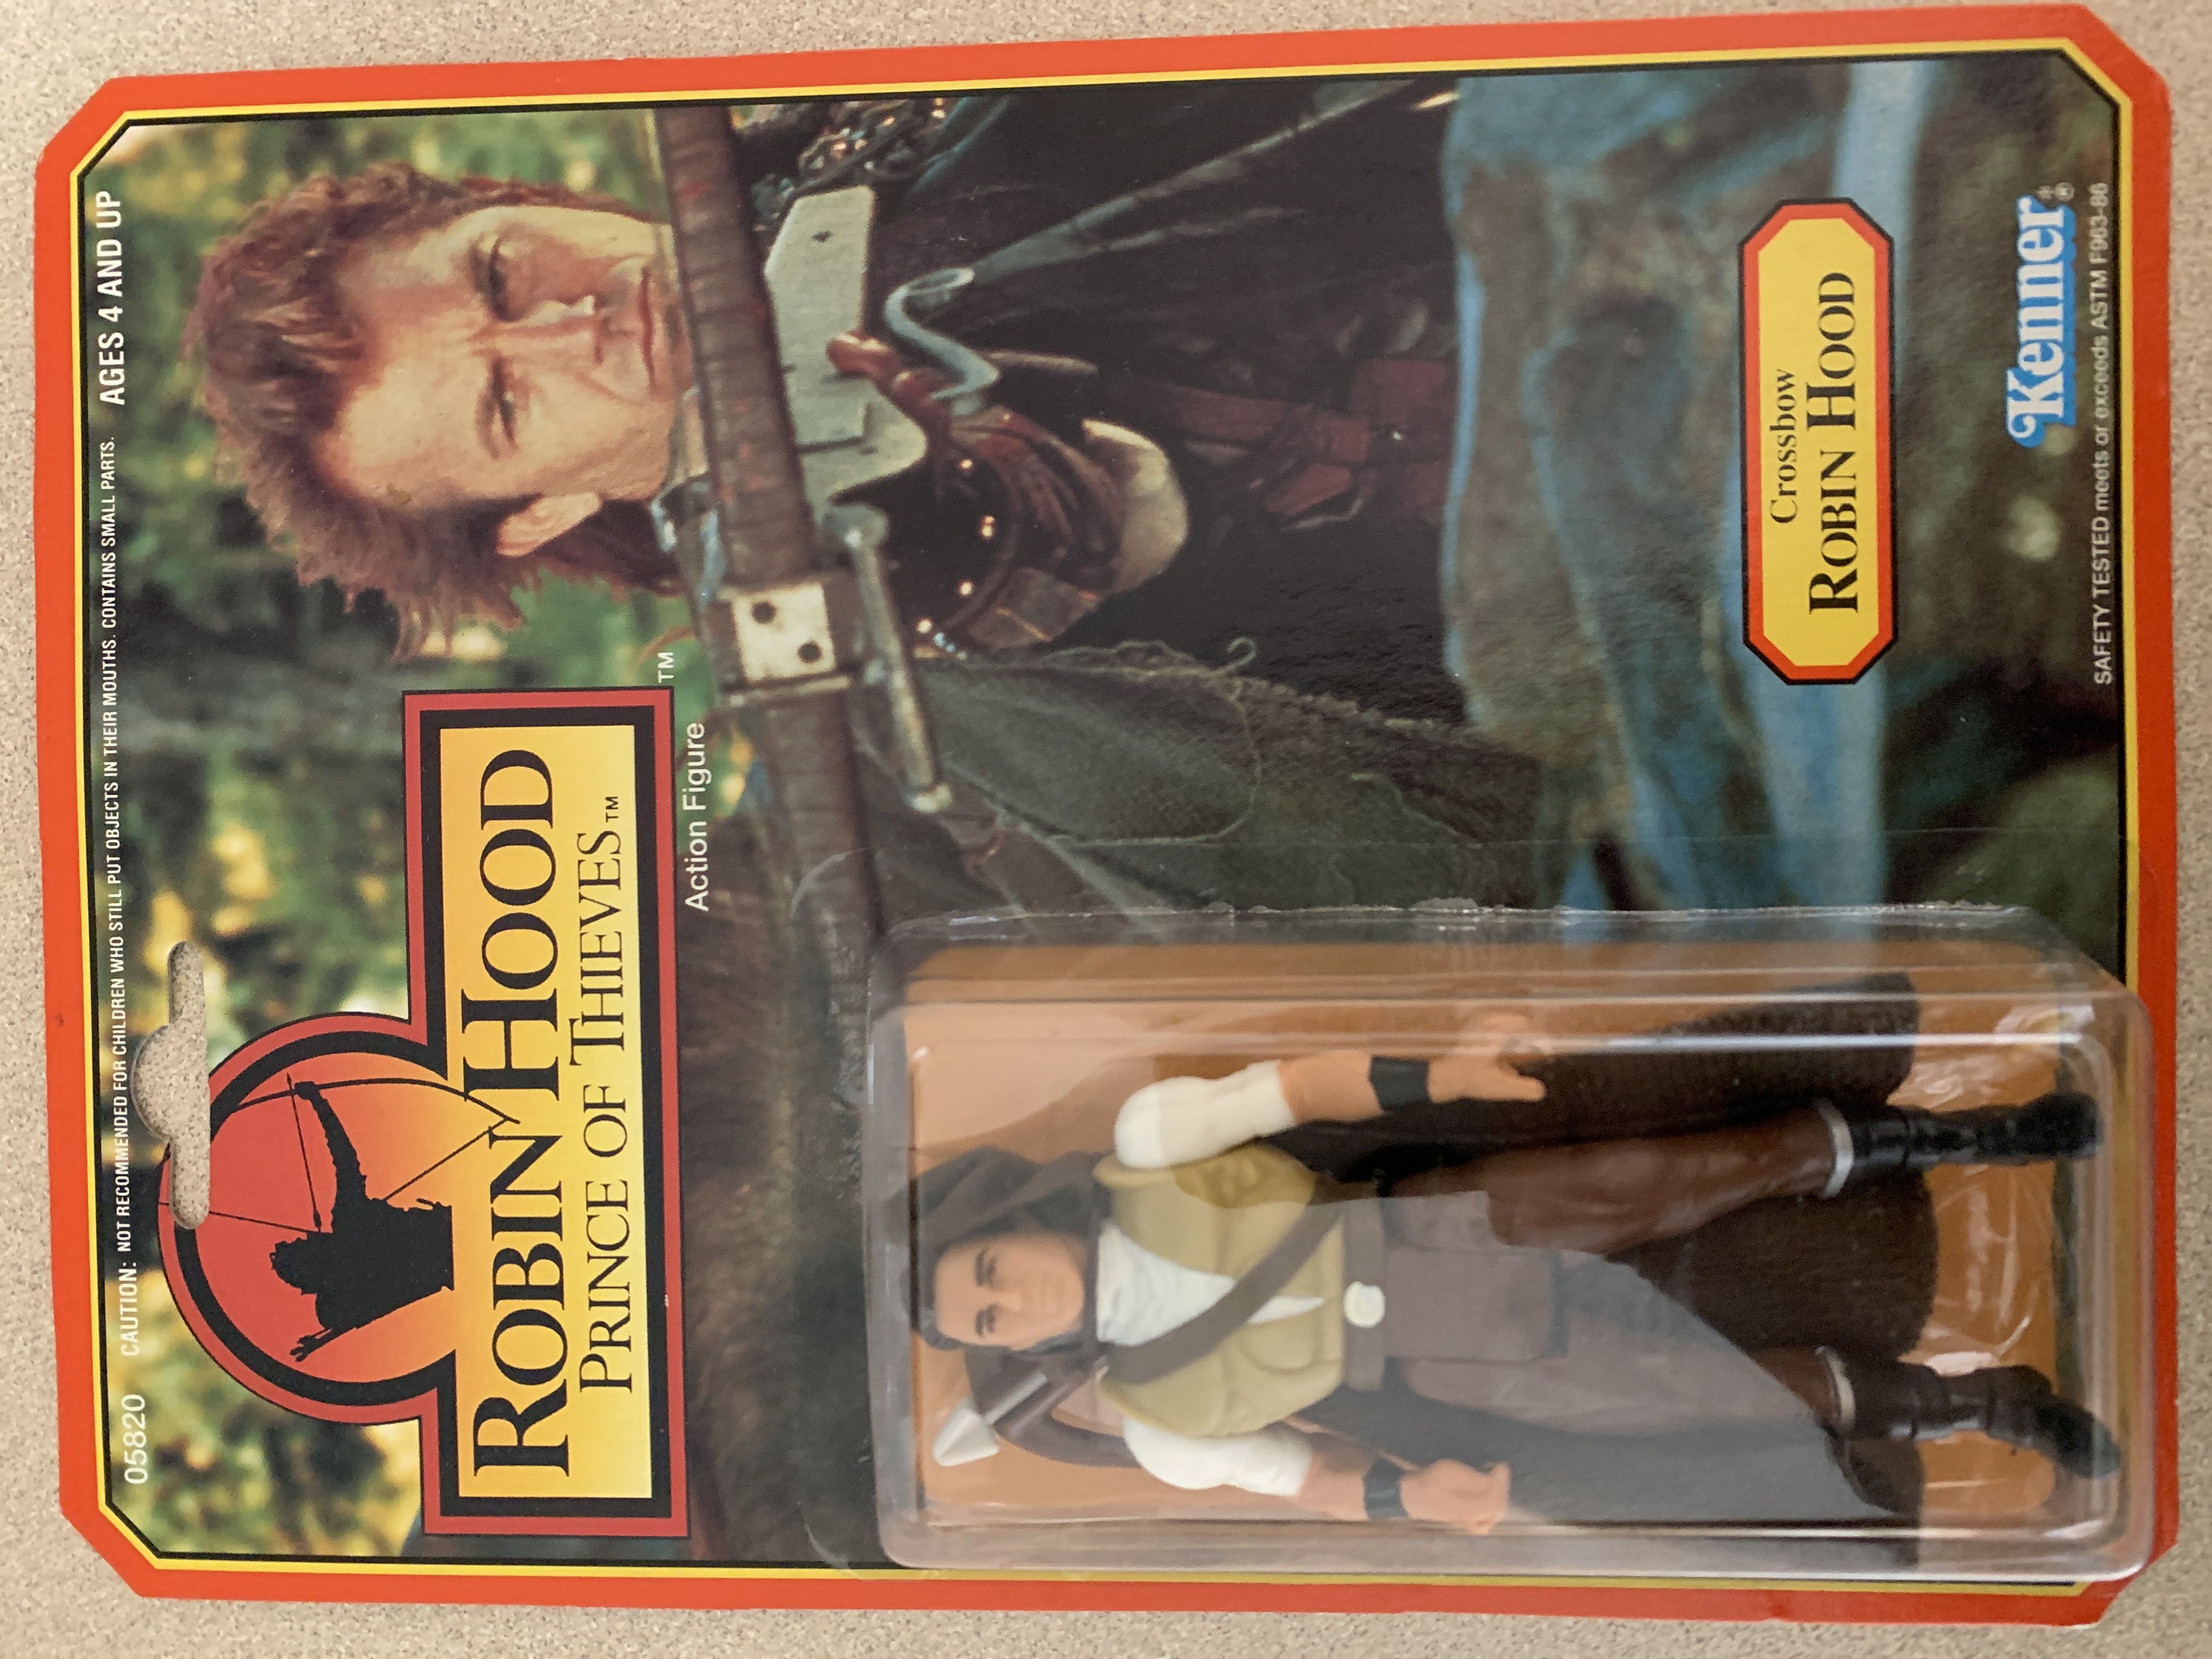 05820 CAUTION: NOT RECOMMENDED FOR CHILDREN WHO STILL PUT OBJECTS IN THEIR MOUTHS. CONTAINS SMALL PARTS. AGES 4 AND UP
ROBIN HOOD
PRINCE OF THIEVES™
™
Action Figure
Crossbow
ROBIN HOOD
Kenner®
SAFETY TESTED meets or exceeds ASTM F963-86